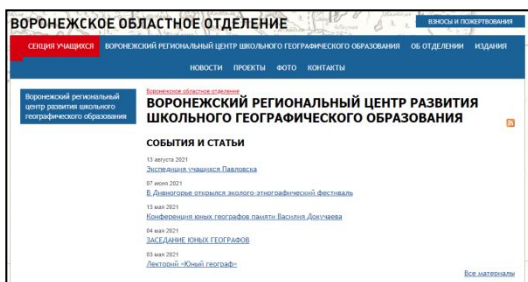 ВОРОНЕЖСКОЕ ОБЛАСТНОЕ ОТДЕЛЕНИЕ
ВЗНОСЫ И ПОЖЕРТВОВАНИЯ
СЕКЦИЯ УЧАЩИХСЯ ВОРОНЕЖСКИЙ РЕГИОНАЛЬНЫЙ ЦЕНТР ШКОЛЬНОГО ГЕОГРАФИЧЕСКОГО ОБРАЗОВАНИЯ ОБ ОТДЕЛЕНИИ ИЗДАНИЯ
НОВОСТИ ПРОЕКТЫ ФОТО КОНТАКТЫ
Воронежский региональный
центр развития школьного
географического образования
Воронежское областное отделение
ВОРОНЕЖСКИЙ РЕГИОНАЛЬНЫЙ ЦЕНТР РАЗВИТИЯ
ШКОЛЬНОГО ГЕОГРАФИЧЕСКОГО ОБРАЗОВАНИЯ
СОБЫТИЯ И СТАТЬИ
13 августа 2021
Экспедиция учащихся Павловска
07 июня 2021
В Дивногорье открылся эколого-этнографический фестиваль
13 мая 2021
Конференция юных географов памяти Василия Докучаева
04 мая 2021
ЗАСЕДАНИЕ ЮНЫХ ГЕОГРАФОВ
03 мая 2021
Лекторий «Юный географ»
Все материалы